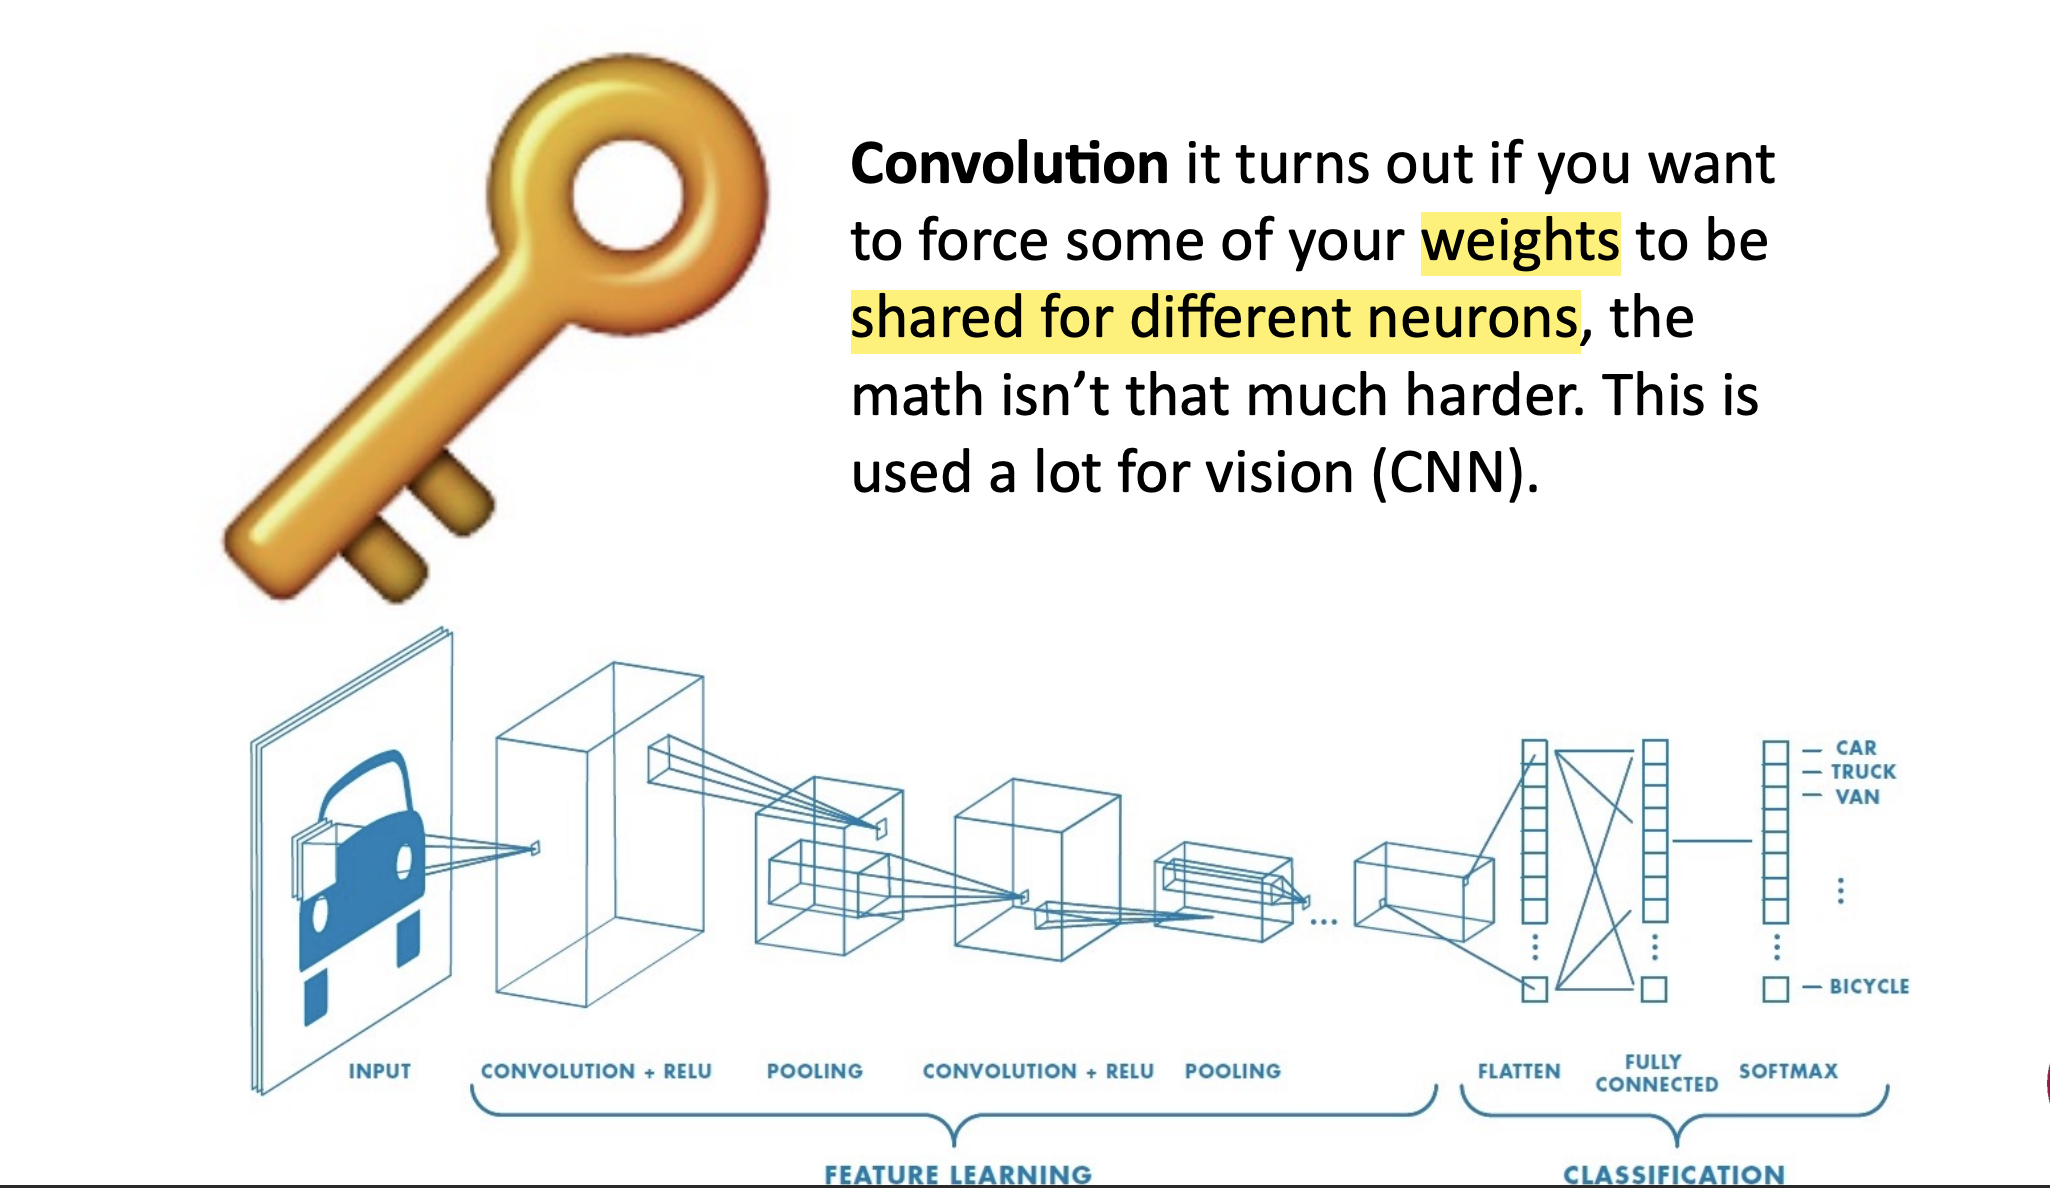 Convolution it turns out if you want
to force some of your weights to be
shared for different neurons, the
math isn’t that much harder. This is
used a lot for vision (CNN).
CAR
TRUCK
VAN
BICYCLE
INPUT
CONVOLUTION + RELU
POOLING
CONVOLUTION + RELU
POOLING
FLATTEN
FULLY
CONNECTED
SOFTMAX
FEATURE LEARNING
CLASSIFICATION